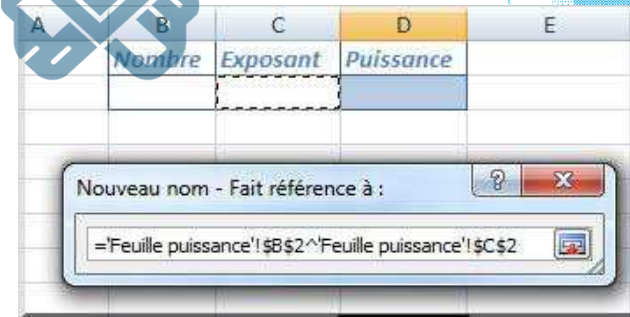 A B C D E
Nombre Exposant Puissance
Nouveau nom - Fait référence à :
='Feuille puissance'!$B$2^'Feuille puissance'!$C$2